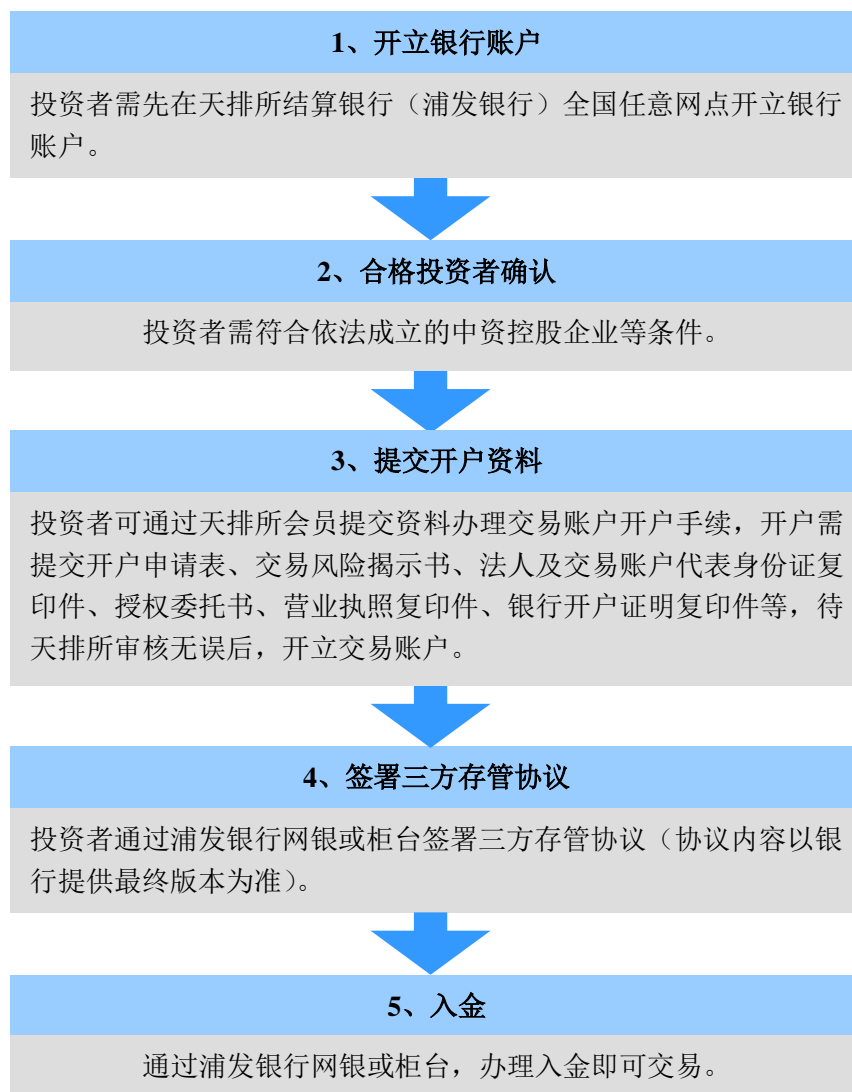 1、开立银行账户
投资者需先在天排所结算银行（浦发银行）全国任意网点开立银行
账户。
2、合格投资者确认
投资者需符合依法成立的中资控股企业等条件。
3、提交开户资料
投资者可通过天排所会员提交资料办理交易账户开户手续，开户需
提交开户申请表、交易风险揭示书、法人及交易账户代表身份证复
印件、授权委托书、营业执照复印件、银行开户证明复印件等，待
天排所审核无误后，开立交易账户。
4、签署三方存管协议
投资者通过浦发银行网银或柜台签署三方存管协议（协议内容以银
行提供最终版本为准）。
5、入金
通过浦发银行网银或柜台，办理入金即可交易。